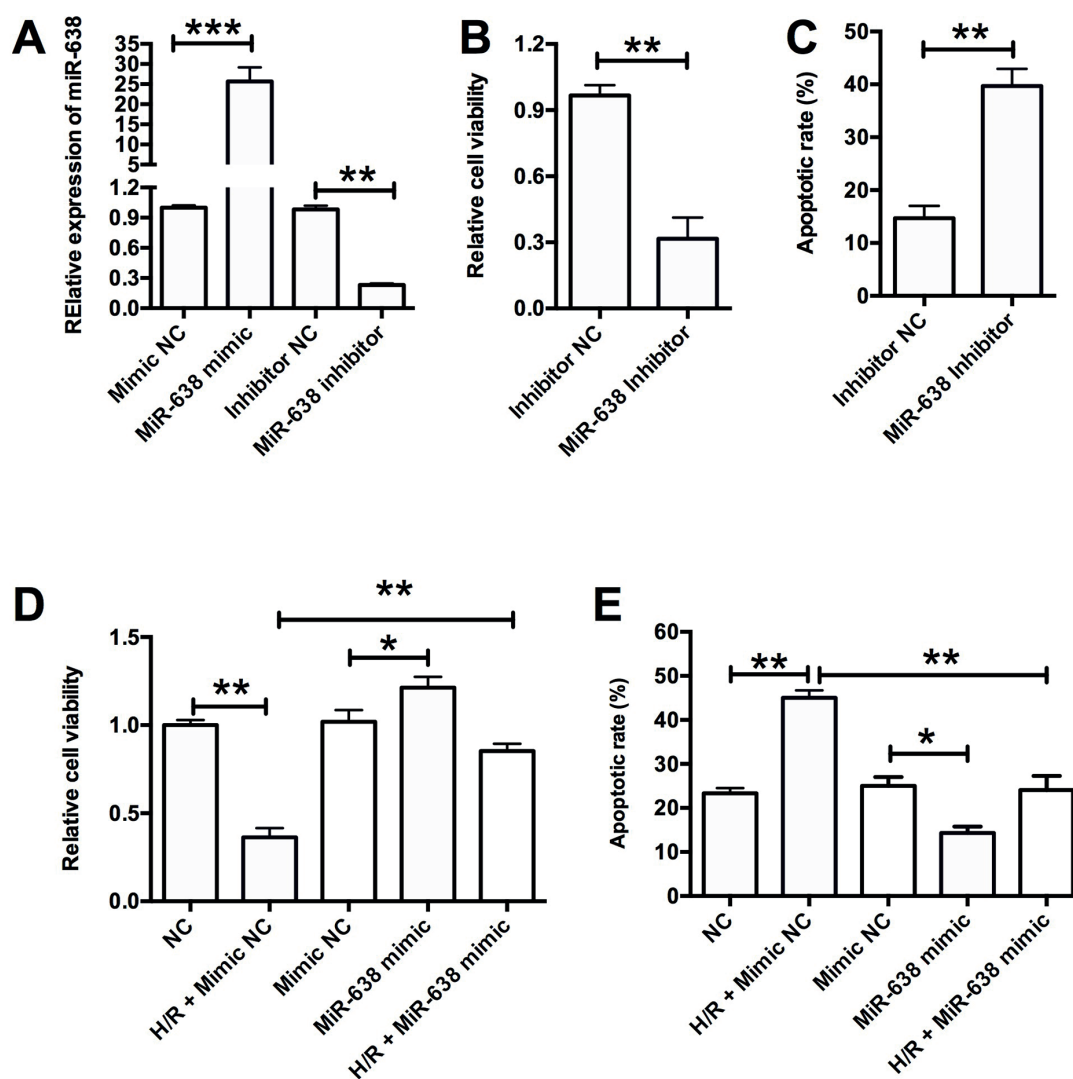 A
RElative expression of miR-638
35
30
25
20
15
10
5
1.2
0.9
0.6
0.3
0.0
***
**
Mimic NC
MiR-638 mimic
Inhibitor NC
MiR-638 inhibitor
B
Relative cell viability
1.2
0.9
0.6
0.3
0.0
**
Inhibitor NC
MiR-638 Inhibitor
C
Apoptotic rate (%)
50
40
30
20
10
0
**
Inhibitor NC
MiR-638 Inhibitor
D
Relative cell viability
1.5
1.0
0.5
0.0
**
**
*
NC
H/R + Mimic NC
Mimic NC
MiR-638 mimic
H/R + MiR-638 mimic
E
Apoptotic rate (%)
60
50
40
30
20
10
0
**
**
*
NC
H/R + Mimic NC
Mimic NC
MiR-638 mimic
H/R + MiR-638 mimic